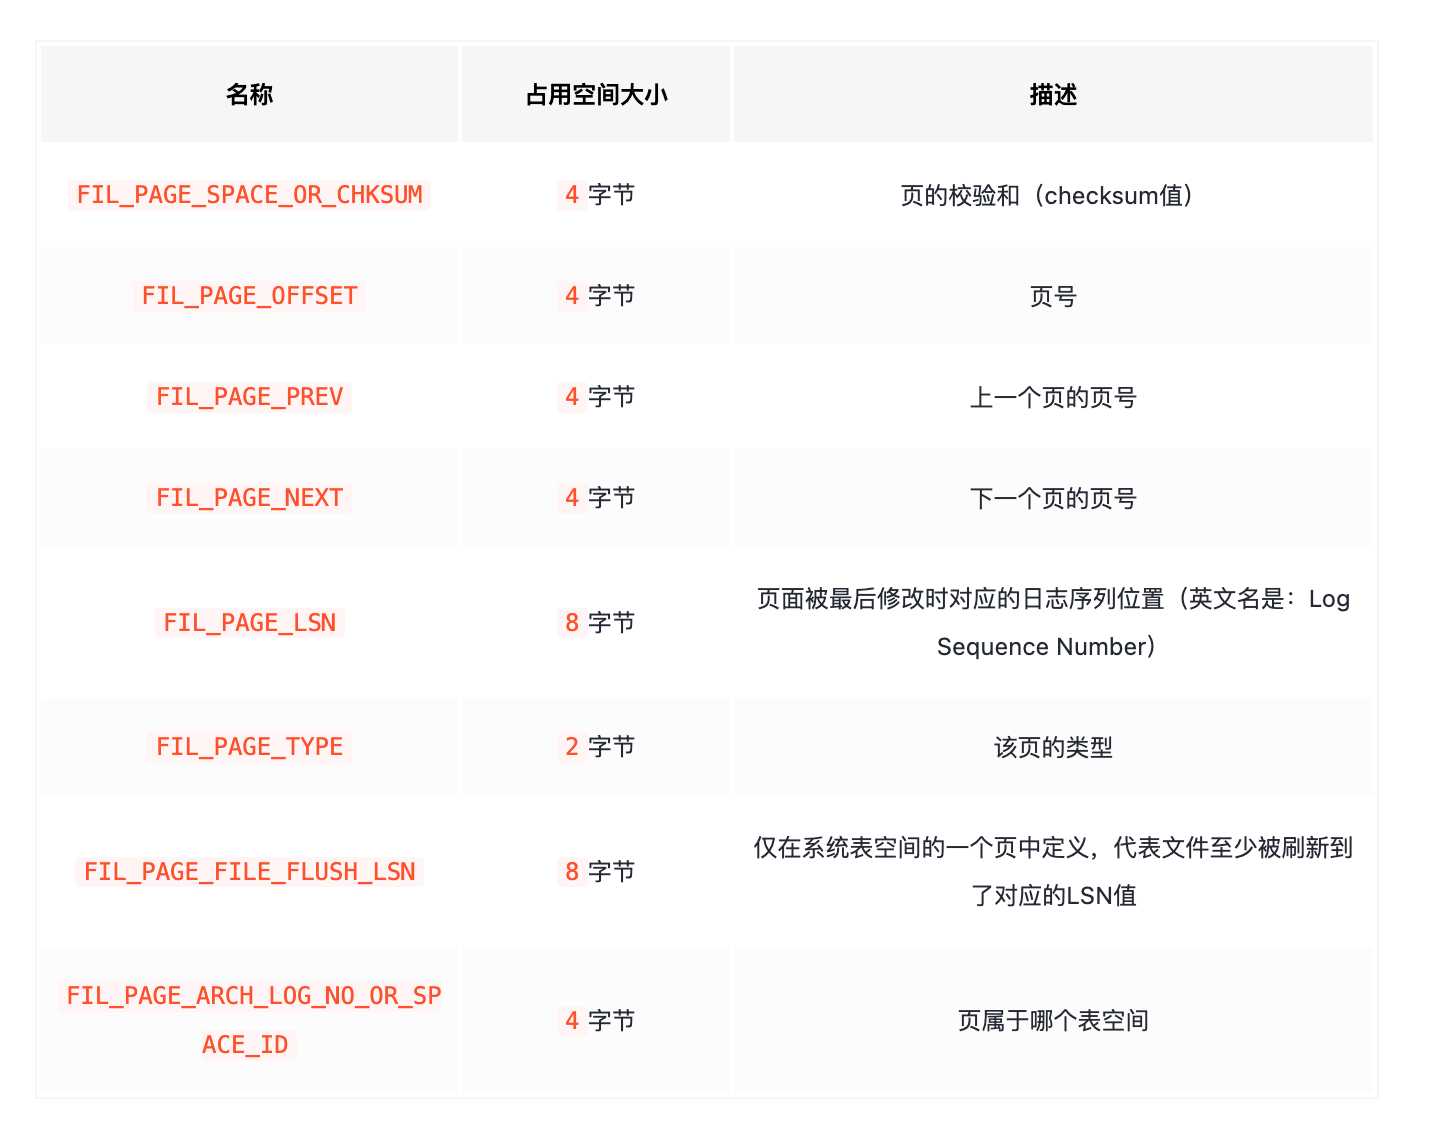 名称 占用空间大小 描述
FIL_PAGE_SPACE_OR_CHKSUM 4 字节 页的校验和（checksum值）
FIL_PAGE_OFFSET 4 字节 页号
FIL_PAGE_PREV 4 字节 上一个页的页号
FIL_PAGE_NEXT 4 字节 下一个页的页号
FIL_PAGE_LSN 8 字节 页面被最后修改时对应的日志序列位置（英文名是：Log
Sequence Number）
FIL_PAGE_TYPE 2 字节 该页的类型
FIL_PAGE_FILE_FLUSH_LSN 8 字节 仅在系统表空间的一个页中定义，代表文件至少被刷新到
了对应的LSN值
FIL_PAGE_ARCH_LOG_NO_OR_SP
ACE_ID 4 字节 页属于哪个表空间